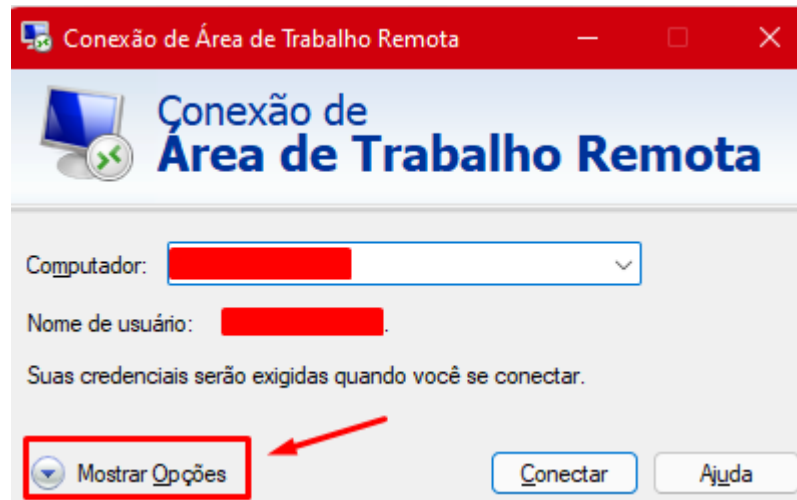 Conexão de Área de Trabalho Remota
Conexão de
Área de Trabalho Remota
Computador:
Nome de usuário: .
Suas credenciais serão exigidas quando você se conectar.
Mostrar Opções Conectar Ajuda